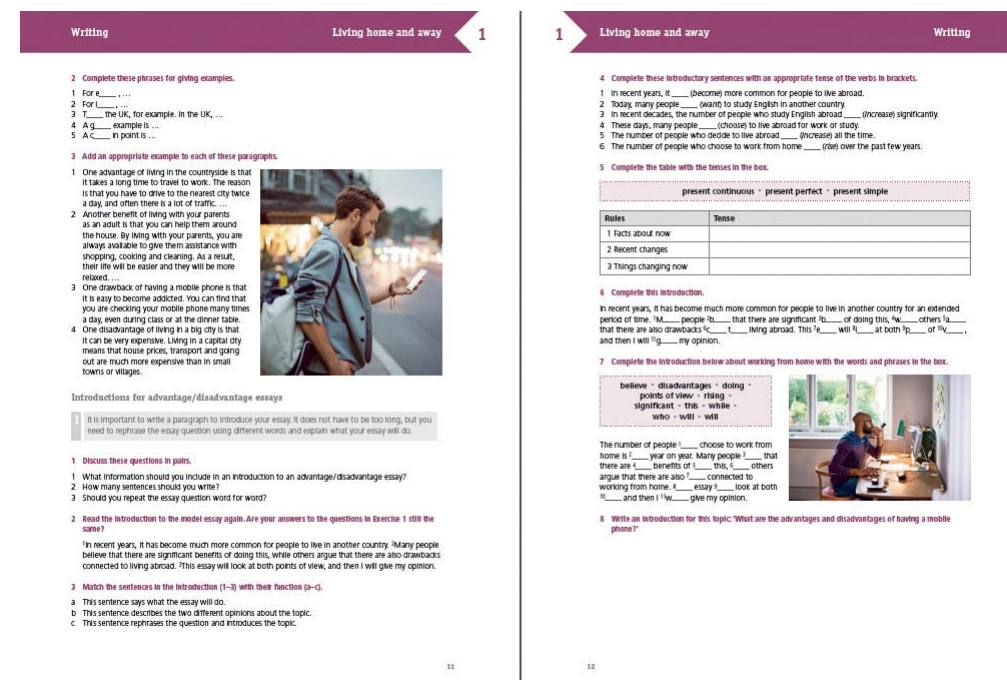 Writing
Living home and away
1
2 Complete these phrases for giving examples.
1 For e____ , …
2 For i____ , …
3 T____ the UK, for example. In the UK, …
4 A g____ example is …
5 A c____ in point is …
3 Add an appropriate example to each of these paragraphs.
1 One advantage of living in the countryside is that
it takes a long time to travel to work. The reason
is that you have to drive to the nearest city twice
a day, and often there is a lot of traffic. …
2 Another benefit of living with your parents
as an adult is that you can help them around
the house. By living with your parents, you are
always available to give them assistance with
shopping, cooking and cleaning. As a result,
their life will be easier and they will be more
relaxed. …
3 One drawback of having a mobile phone is that
it is easy to become addicted. You can find that
you are checking your mobile phone many times
a day, even during class or at the dinner table.
4 One disadvantage of living in a big city is that
it can be very expensive. Living in a capital city
means that house prices, transport and going
out are much more expensive than in small
towns or villages.
Introductions for advantage/disadvantage essays
It is important to write a paragraph to introduce your essay. It does not have to be too long, but you
need to rephrase the essay question using different words and explain what your essay will do.
1 Discuss these questions in pairs.
1 What information should you include in an introduction to an advantage/disadvantage essay?
2 How many sentences should you write?
3 Should you repeat the essay question word for word?
2 Read the introduction to the model essay again. Are your answers to the questions in Exercise 1 still the
same?
¹In recent years, it has become much more common for people to live in another country. ²Many people
believe that there are significant benefits of doing this, while others argue that there are also drawbacks
connected to living abroad. ³This essay will look at both points of view, and then I will give my opinion.
3 Match the sentences in the introduction (1–3) with their function (a–c).
a This sentence says what the essay will do.
b This sentence describes the two different opinions about the topic.
c This sentence rephrases the question and introduces the topic.
11
1
Living home and away
Writing
4 Complete these introductory sentences with an appropriate tense of the verbs in brackets.
1 In recent years, it ____ (become) more common for people to live abroad.
2 Today, many people ____ (want) to study English in another country.
3 In recent decades, the number of people who study English abroad ____ (increase) significantly.
4 These days, many people ____ (choose) to live abroad for work or study.
5 The number of people who decide to live abroad ____ (increase) all the time.
6 The number of people who choose to work from home ____ (rise) over the past few years.
5 Complete the table with the tenses in the box.
present continuous • present perfect • present simple
Rules Tense
1 Facts about now
2 Recent changes
3 Things changing now
6 Complete this introduction.
In recent years, it has become much more common for people to live in another country for an extended
period of time. ¹M____ people ²b____ that there are significant ³b____ of doing this, ⁴w____ others ⁵a____
that there are also drawbacks ⁶c____ t____ living abroad. This ⁷e____ will ⁸l____ at both ⁹p____ of ¹⁰v____ ,
and then I will ¹¹g____ my opinion.
7 Complete the introduction below about working from home with the words and phrases in the box.
believe • disadvantages • doing •
points of view • rising •
significant • this • while •
who • will • will
The number of people ¹____ choose to work from
home is ²____ year on year. Many people ³____ that
there are ⁴____ benefits of ⁵____ this, ⁶____ others
argue that there are also ⁷____ connected to
working from home. ⁸____ essay ⁹____ look at both
¹⁰____ and then I ¹¹w____ give my opinion.
8 Write an introduction for this topic: 'What are the advantages and disadvantages of having a mobile
phone?'
12